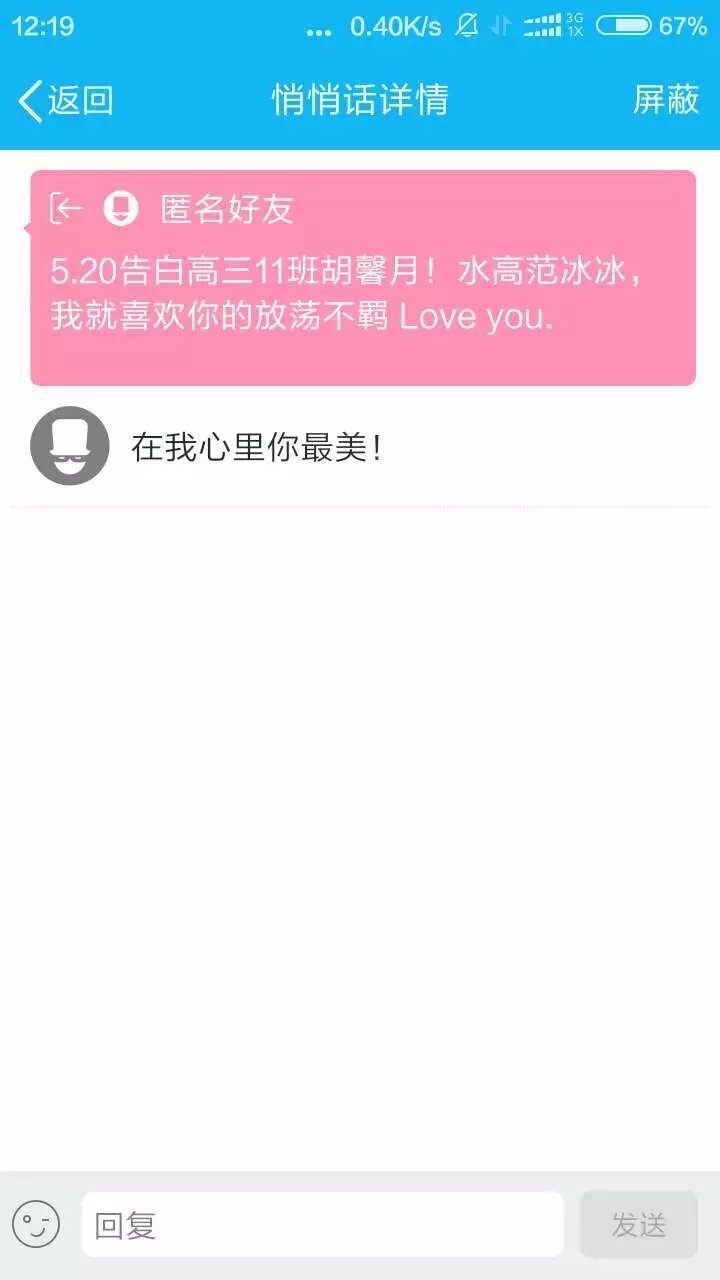 12:19 ... 0.40K/s 3G 1X 67%
返回 悄悄话详情 屏蔽
匿名好友
5.20告白高三11班胡馨月！水高范冰冰，
我就喜欢你的放荡不羁 Love you.
在我心里你最美！
回复 发送